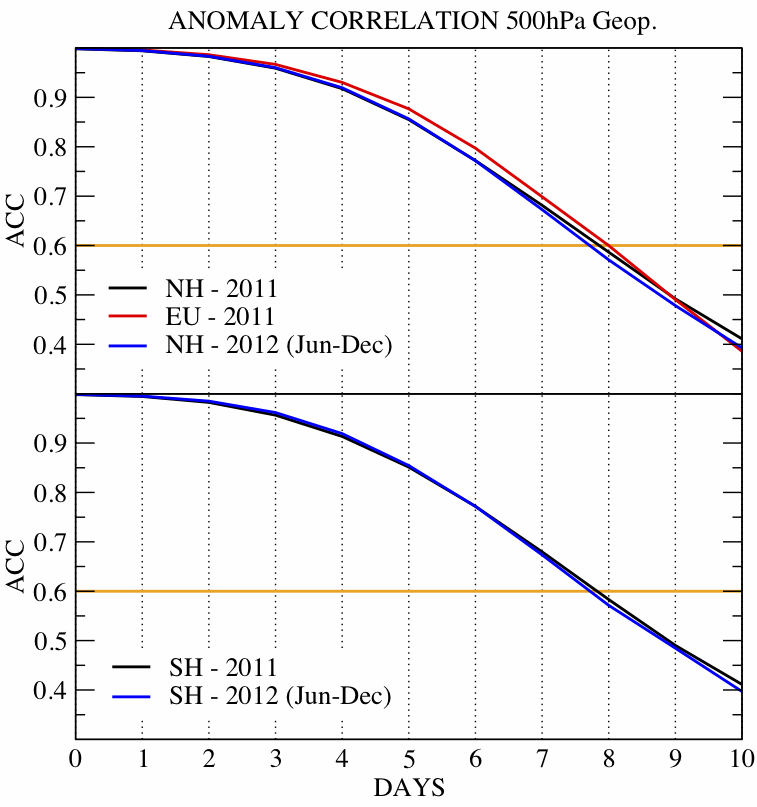 ANOMALY CORRELATION 500hPa Geop.
0.9
0.8
0.7
0.6
0.5
0.4
ACC
NH - 2011
EU - 2011
NH - 2012 (Jun-Dec)
0.9
0.8
0.7
0.6
0.5
0.4
ACC
SH - 2011
SH - 2012 (Jun-Dec)
0 1 2 3 4 5 6 7 8 9 10
DAYS